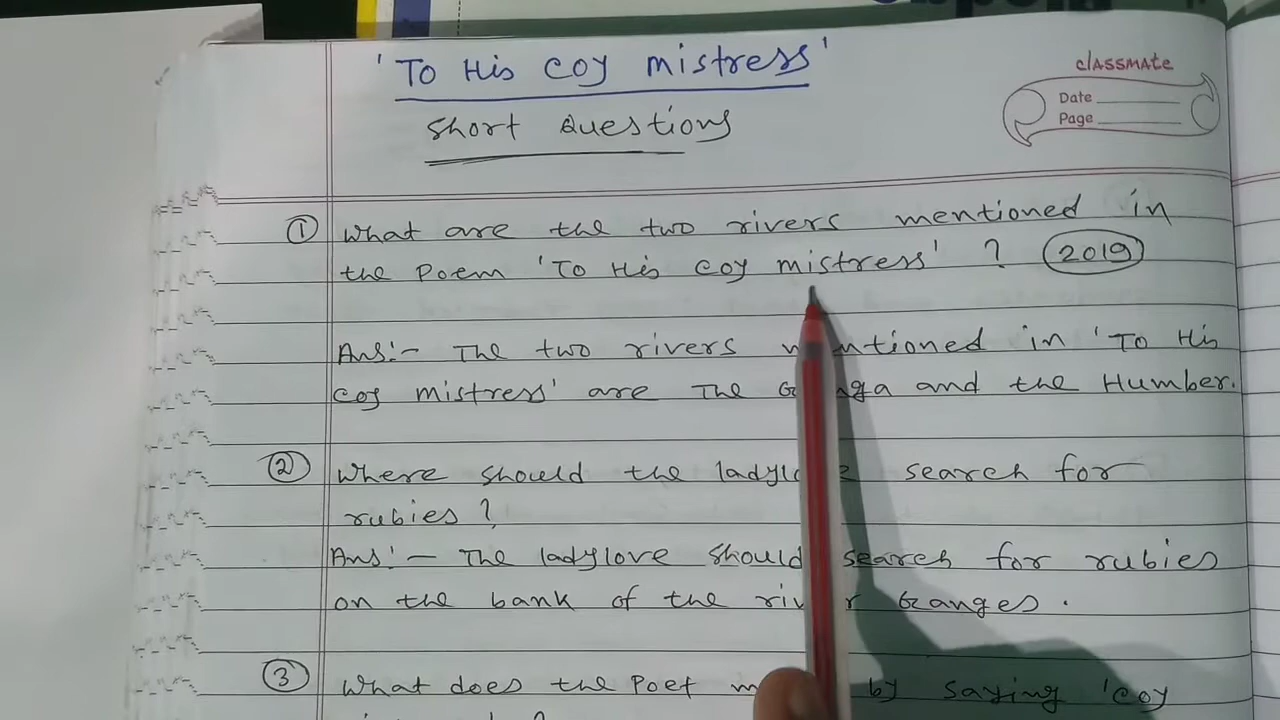 'To His Coy mistress'
Short Questions
classmate
Date
Page
① What are the two rivers mentioned in
the Poem 'To His Coy mistress' ? 2019
Ans:- The two rivers mentioned in 'To His
Coy mistress' are The Ganga and the Humber.
② Where should the ladylove search for
rubies ?
Ans:- The ladylove should search for rubies
on the bank of the river Ganges.
③ What does the Poet by saying 'coy